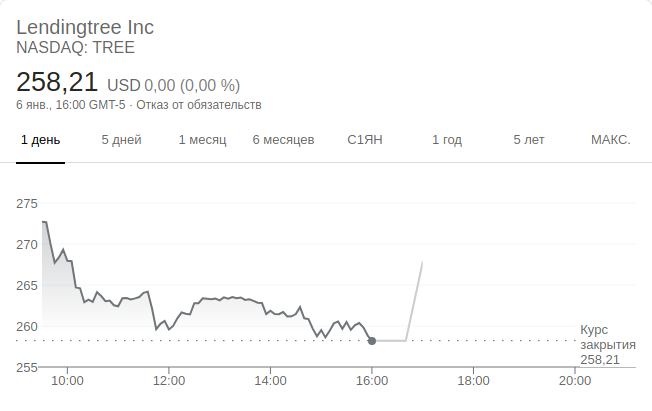 Lendingtree Inc
NASDAQ: TREE
258,21 USD 0,00 (0,00 %)
6 янв., 16:00 GMT-5 · Отказ от обязательств
1 день 5 дней 1 месяц 6 месяцев С1ЯН 1 год 5 лет МАКС.
275
270
265
260
255
Курс
закрытия
258,21
10:00 12:00 14:00 16:00 18:00 20:00